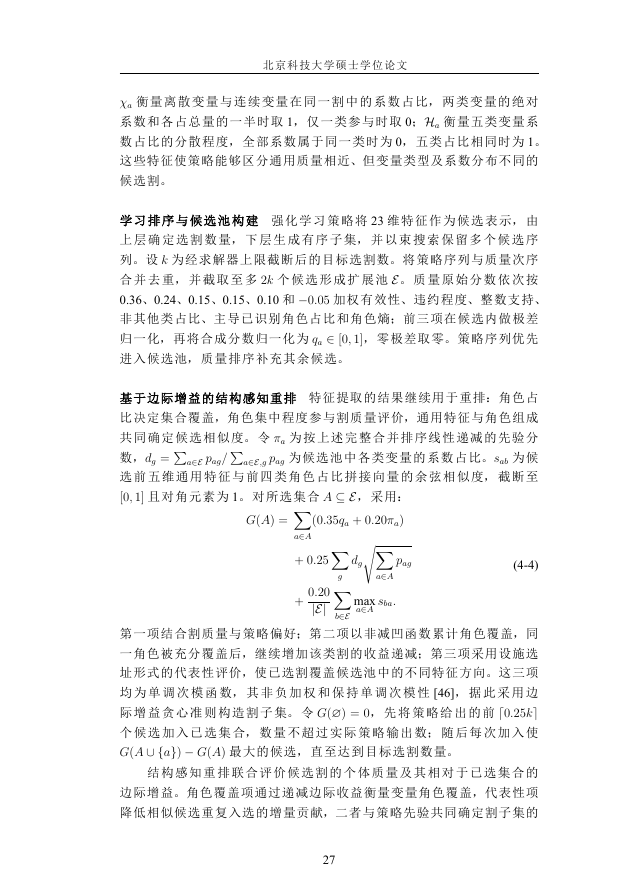 北京科技大学硕士学位论文
χₐ 衡量离散变量与连续变量在同一割中的系数占比，两类变量的绝对
系数和各占总量的一半时取 1，仅一类参与时取 0；ℋₐ 衡量五类变量系
数占比的分散程度，全部系数属于同一类时为 0，五类占比相同时为 1。
这些特征使策略能够区分通用质量相近、但变量类型及系数分布不同的
候选割。
学习排序与候选池构建 强化学习策略将 23 维特征作为候选表示，由
上层确定选割数量，下层生成有序子集，并以束搜索保留多个候选序
列。设 k 为经求解器上限截断后的目标选割数。将策略序列与质量次序
合并去重，并截取至多 2k 个候选形成扩展池 ℰ。质量原始分数依次按
0.36、0.24、0.15、0.15、0.10 和 −0.05 加权有效性、违约程度、整数支持、
非其他类占比、主导已识别角色占比和角色熵；前三项在候选内做极差
归一化，再将合成分数归一化为 qₐ ∈ [0, 1]，零极差取零。策略序列优先
进入候选池，质量排序补充其余候选。
基于边际增益的结构感知重排 特征提取的结果继续用于重排：角色占
比决定集合覆盖，角色集中程度参与割质量评价，通用特征与角色组成
共同确定候选相似度。令 πₐ 为按上述完整合并排序线性递减的先验分
数，d_g = ∑_{a∈ℰ} p_{ag} / ∑_{a∈ℰ,g} p_{ag} 为候选池中各类变量的系数占比。s_{ab} 为候
选前五维通用特征与前四类角色占比拼接向量的余弦相似度，截断至
[0, 1] 且对角元素为 1。对所选集合 A ⊆ ℰ，采用：
G(A) = ∑_{a∈A} (0.35qₐ + 0.20πₐ)
+ 0.25 ∑_g d_g √(∑_{a∈A} p_{ag})
(4-4)
+ 0.20/|ℰ| ∑_{b∈ℰ} max_{a∈A} s_{ba}.
第一项结合割质量与策略偏好；第二项以非减凹函数累计角色覆盖，同
一角色被充分覆盖后，继续增加该类割的收益递减；第三项采用设施选
址形式的代表性评价，使已选割覆盖候选池中的不同特征方向。这三项
均为单调次模函数，其非负加权和保持单调次模性 [46]，据此采用边
际增益贪心准则构造割子集。令 G(∅) = 0，先将策略给出的前 ⌈0.25k⌉
个候选加入已选集合，数量不超过实际策略输出数；随后每次加入使
G(A ∪ {a}) − G(A) 最大的候选，直至达到目标选割数量。
结构感知重排联合评价候选割的个体质量及其相对于已选集合的
边际增益。角色覆盖项通过递减边际收益衡量变量角色覆盖，代表性项
降低相似候选重复入选的增量贡献，二者与策略先验共同确定割子集的
27